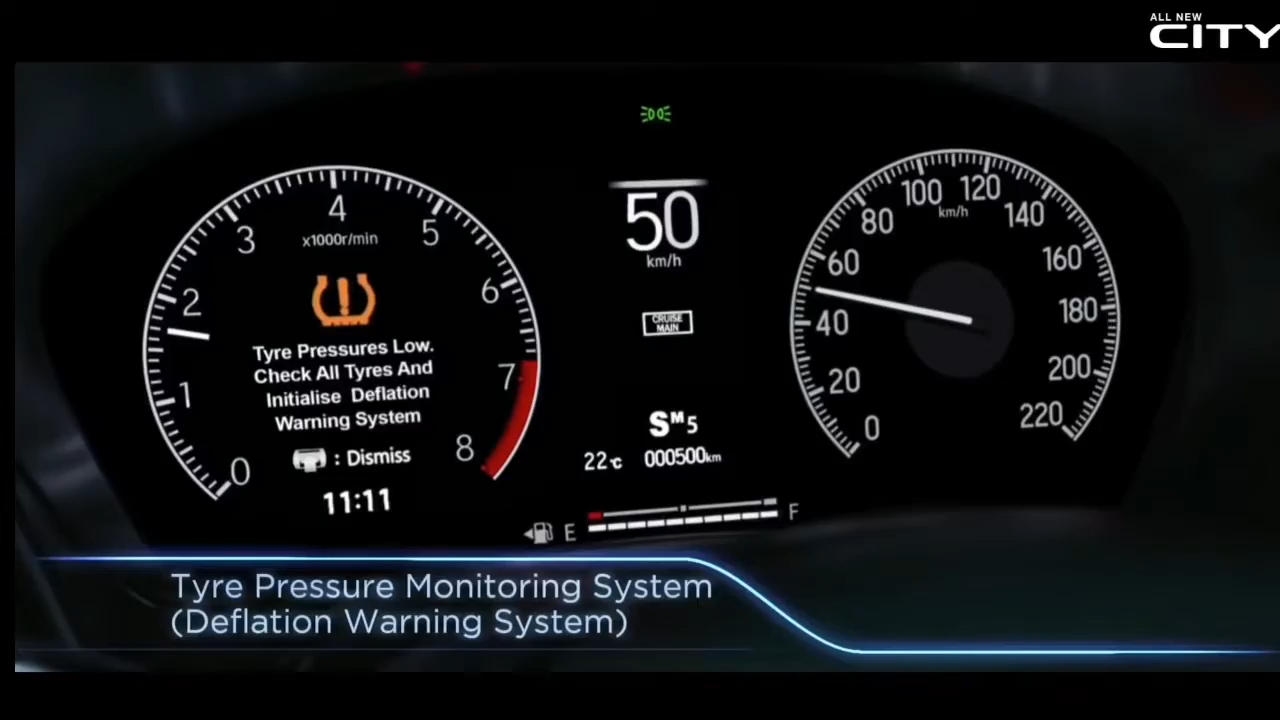 ALL NEW
CITY
0
1
2
3
4
5
6
7
8
x1000r/min
Tyre Pressures Low.
Check All Tyres And
Initialise Deflation
Warning System
: Dismiss
11:11
50
km/h
CRUISE
MAIN
SM5
22°C 000500km
E F
0
20
40
60
80
100
120
140
160
180
200
220
km/h
Tyre Pressure Monitoring System
(Deflation Warning System)